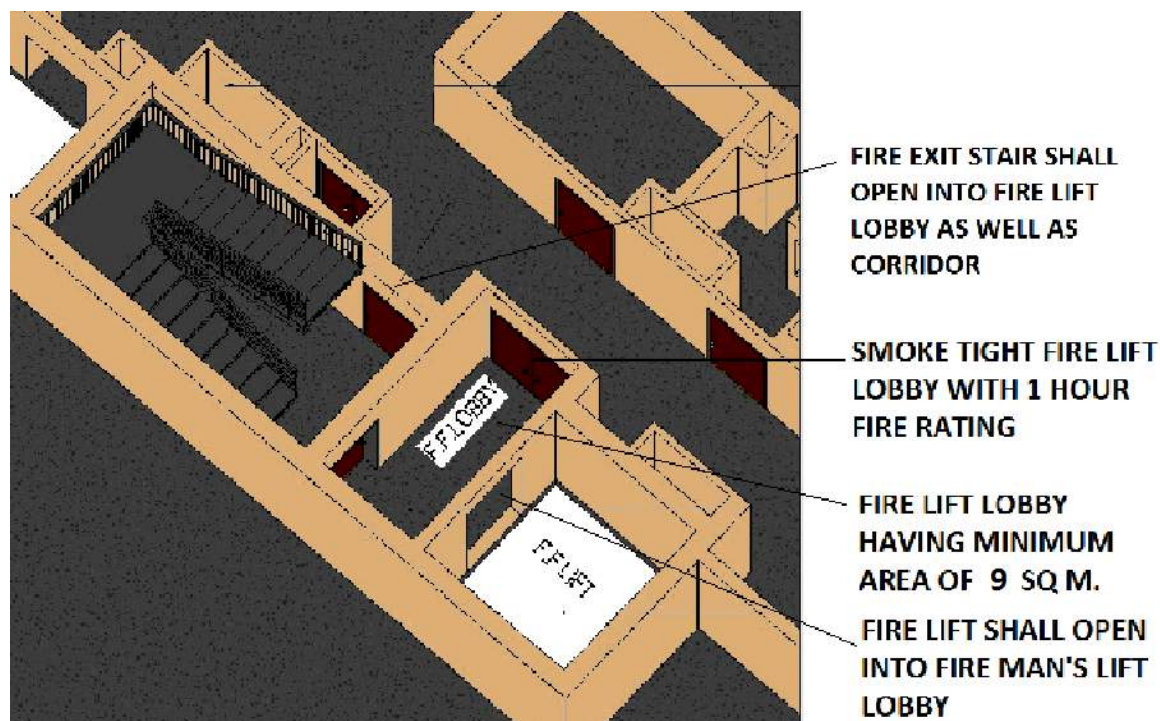 FIRE EXIT STAIR SHALL
OPEN INTO FIRE LIFT
LOBBY AS WELL AS
CORRIDOR
SMOKE TIGHT FIRE LIFT
LOBBY WITH 1 HOUR
FIRE RATING
F.F.LOBBY
FIRE LIFT LOBBY
HAVING MINIMUM
AREA OF 9 SQ M.
F.F.LIFT
FIRE LIFT SHALL OPEN
INTO FIRE MAN'S LIFT
LOBBY